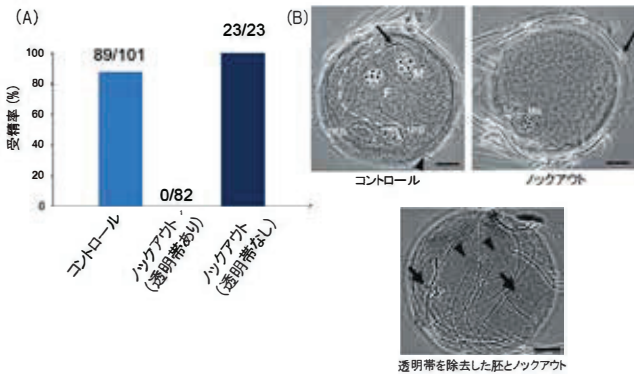 (A)
受精率(%)
100
80
60
40
20
0
89/101
0/82
23/23
コントロール
ノックアウト
(透明帯あり)
ノックアウト
(透明帯なし)
(B)
M
F
コントロール
ノックアウト
透明帯を除去した胚とノックアウト